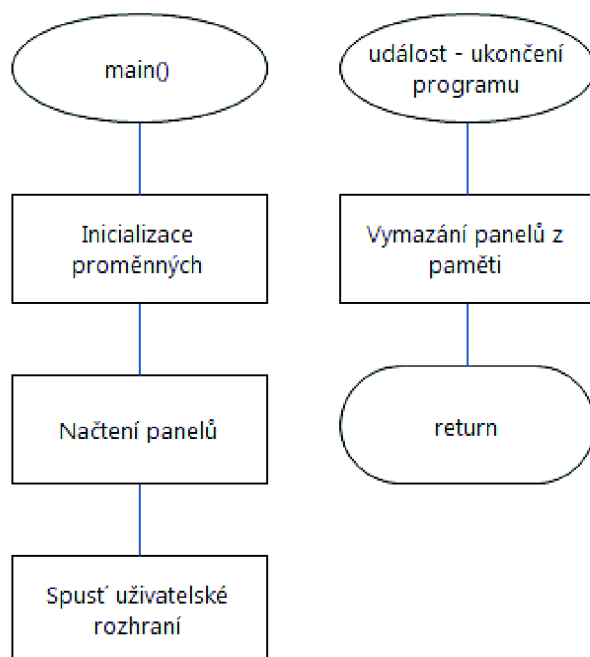 main()
Inicializace
proměnných
Načtení panelů
Spusť uživatelské
rozhraní
událost - ukončení
programu
Vymazání panelů z
paměti
return